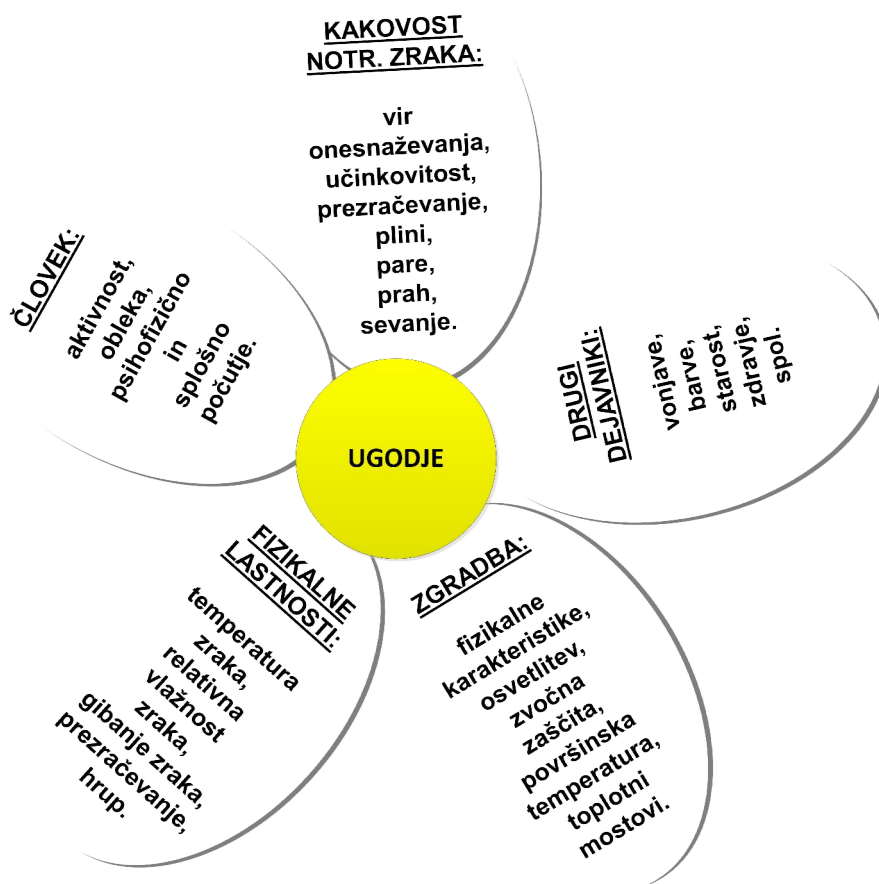 KAKOVOST
NOTR. ZRAKA:
vir
onesnaževanja,
učinkovitost,
prezračevanje,
plini,
pare,
prah,
sevanje.
ČLOVEK:
aktivnost,
obleka,
psihofizično
in
splošno
počutje.
DRUGI
DEJAVNIKI:
vonjave,
barve,
starost,
zdravje,
spol.
UGODJE
FIZIKALNE
LASTNOSTI:
temperatura
zraka,
relativna
vlažnost
zraka,
gibanje zraka,
prezračevanje,
hrup.
ZGRADBA:
fizikalne
karakteristike,
osvetlitev,
zvočna
zaščita,
površinska
temperatura,
toplotni
mostovi.